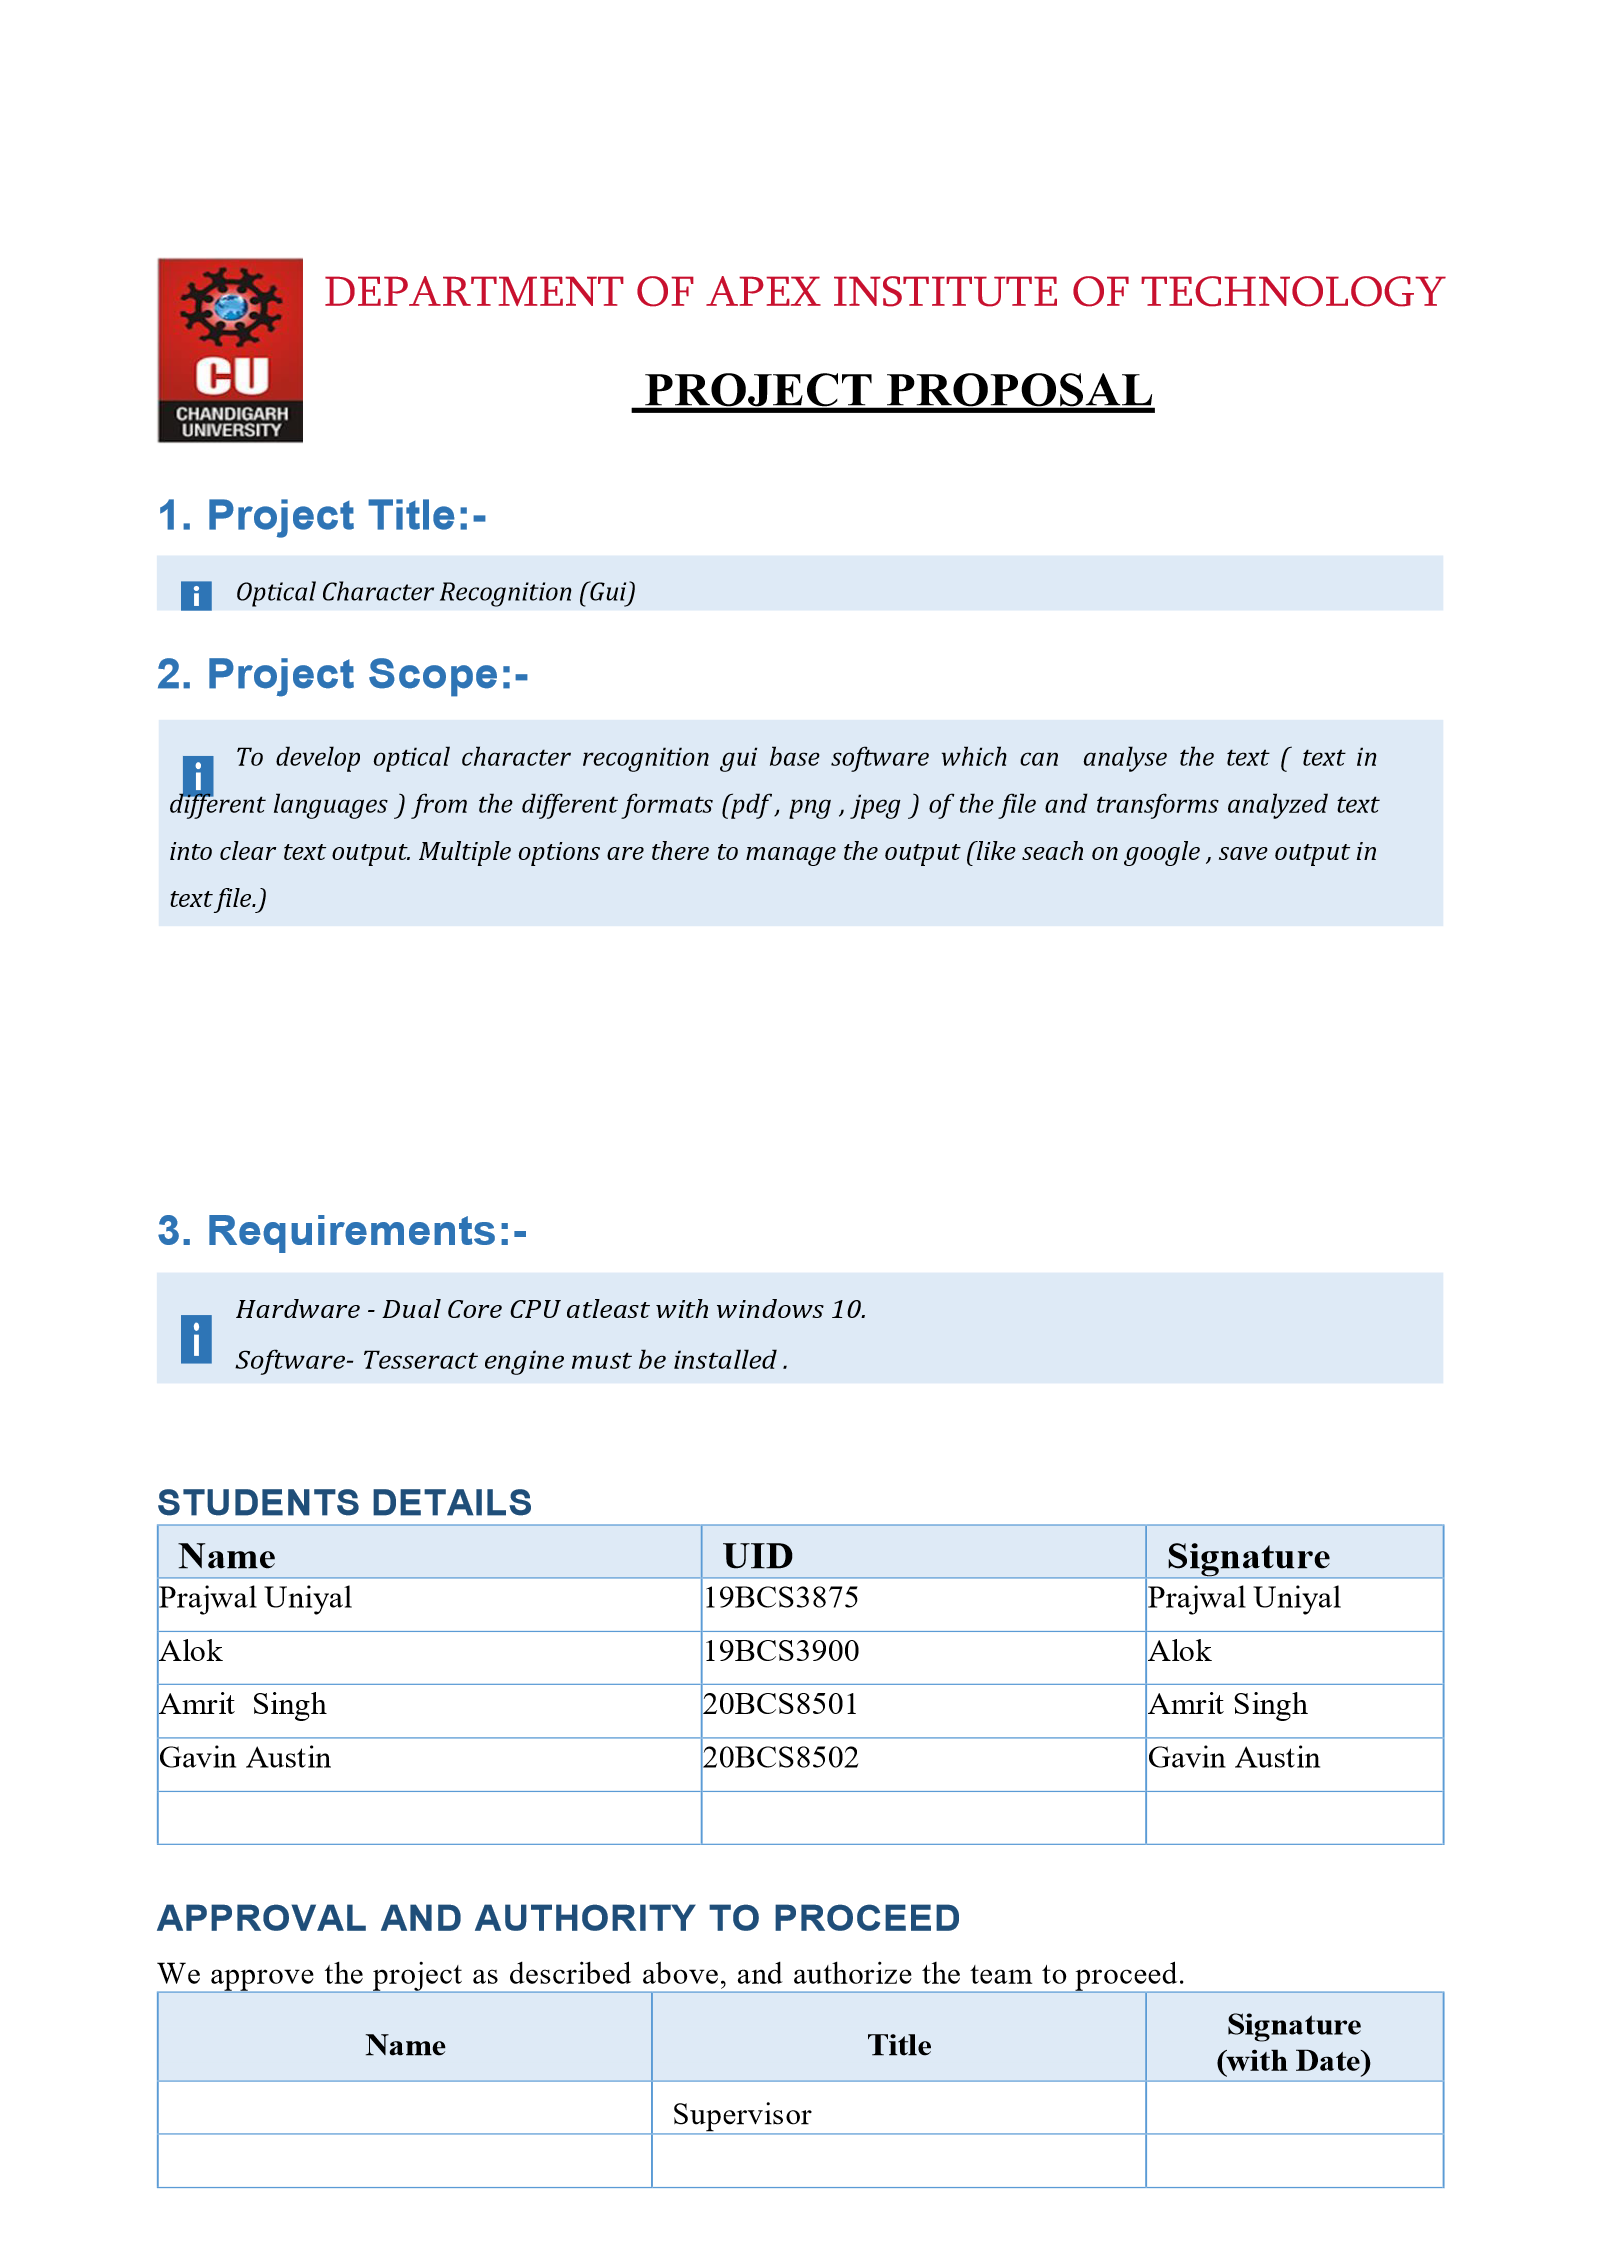 CU
CHANDIGARH
UNIVERSITY
DEPARTMENT OF APEX INSTITUTE OF TECHNOLOGY
PROJECT PROPOSAL
1. Project Title:-
i Optical Character Recognition (Gui)
2. Project Scope:-
i To develop optical character recognition gui base software which can analyse the text ( text in
different languages ) from the different formats (pdf , png , jpeg ) of the file and transforms analyzed text
into clear text output. Multiple options are there to manage the output (like seach on google , save output in
text file.)
3. Requirements:-
i Hardware - Dual Core CPU atleast with windows 10.
Software- Tesseract engine must be installed .
STUDENTS DETAILS
Name UID Signature
Prajwal Uniyal 19BCS3875 Prajwal Uniyal
Alok 19BCS3900 Alok
Amrit Singh 20BCS8501 Amrit Singh
Gavin Austin 20BCS8502 Gavin Austin
APPROVAL AND AUTHORITY TO PROCEED
We approve the project as described above, and authorize the team to proceed.
Name Title Signature
(with Date)
Supervisor